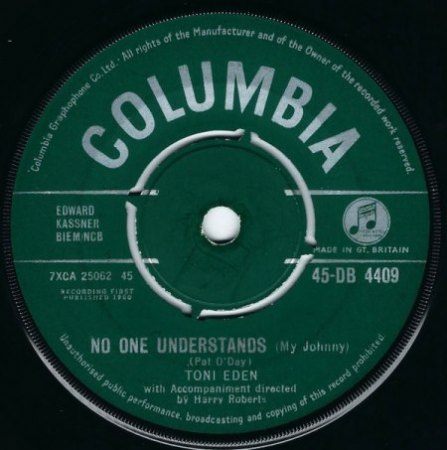 "Columbia Graphophone Co. Ltd.- All rights of the Manufacturer and of the Owner of the recorded work reserved
COLUMBIA
EDWARD
KASSNER
BIEM/NCB
MADE IN GT. BRITAIN
7XCA 25062 45
45-DB 4409
RECORDING FIRST
PUBLISHED 1960
NO ONE UNDERSTANDS (My Johnny)
(Pat O'Day)
TONI EDEN
with Accompaniment directed
by Harry Roberts
Unauthorised public performance, broadcasting and copying of this record prohibited.